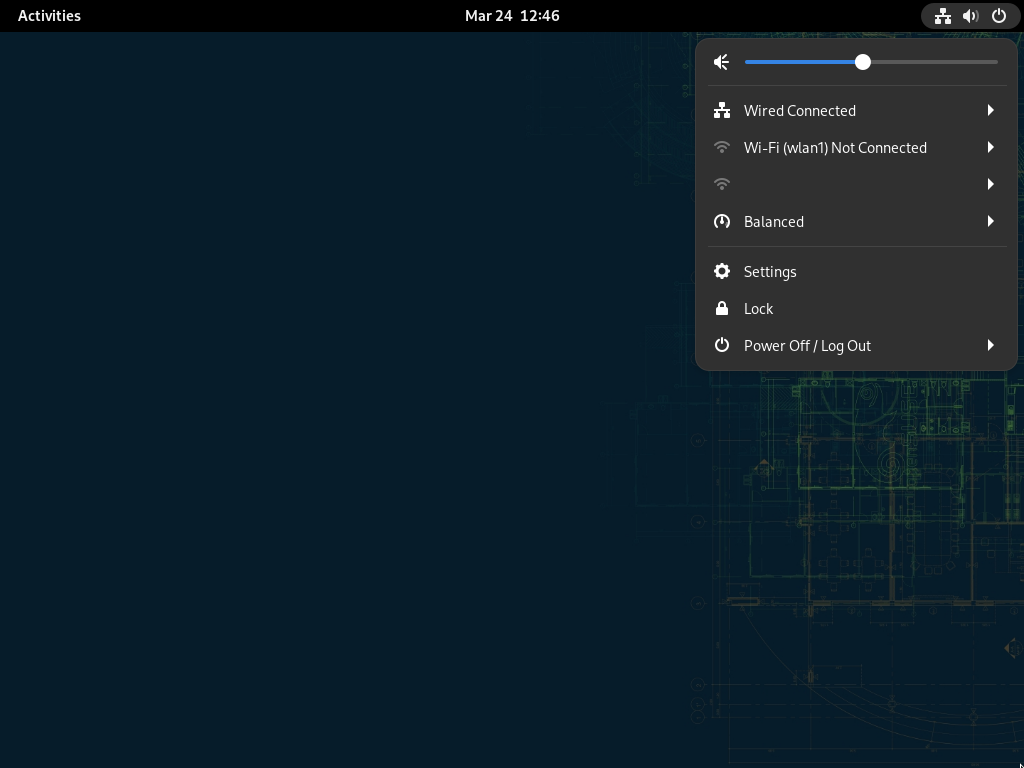 Activities
Mar 24 12:46
Wired Connected
Wi-Fi (wlan1) Not Connected
Balanced
Settings
Lock
Power Off / Log Out